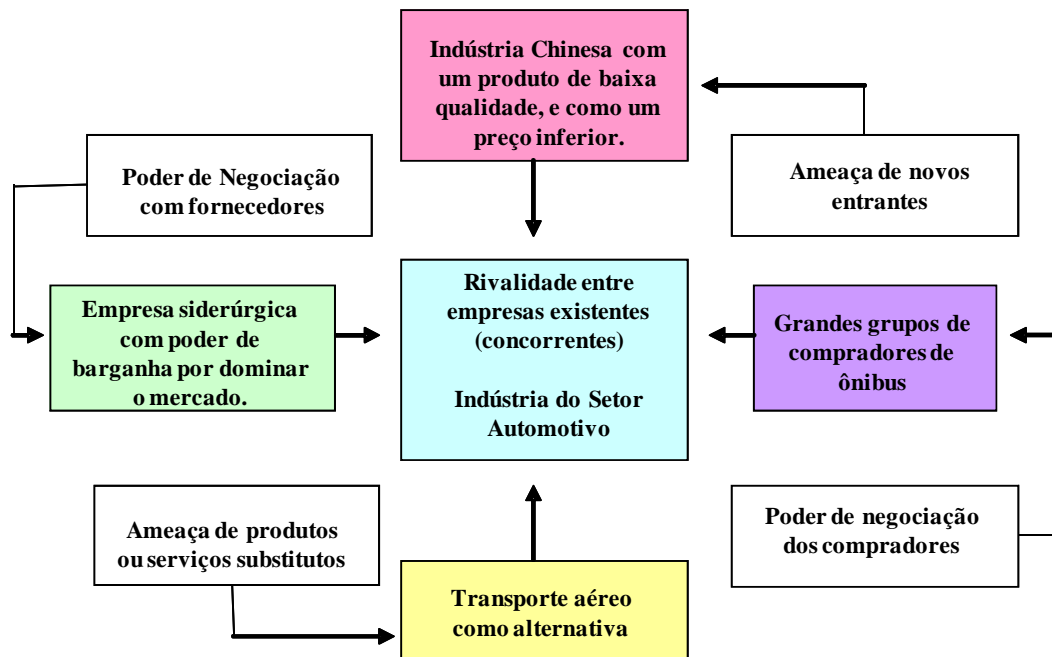 Indústria Chinesa com
um produto de baixa
qualidade, e como um
preço inferior.
Poder de Negociação
com fornecedores
Ameaça de novos
entrantes
Empresa siderúrgica
com poder de
barganha por dominar
o mercado.
Rivalidade entre
empresas existentes
(concorrentes)
Indústria do Setor
Automotivo
Grandes grupos de
compradores de
ônibus
Ameaça de produtos
ou serviços substitutos
Poder de negociação
dos compradores
Transporte aéreo
como alternativa